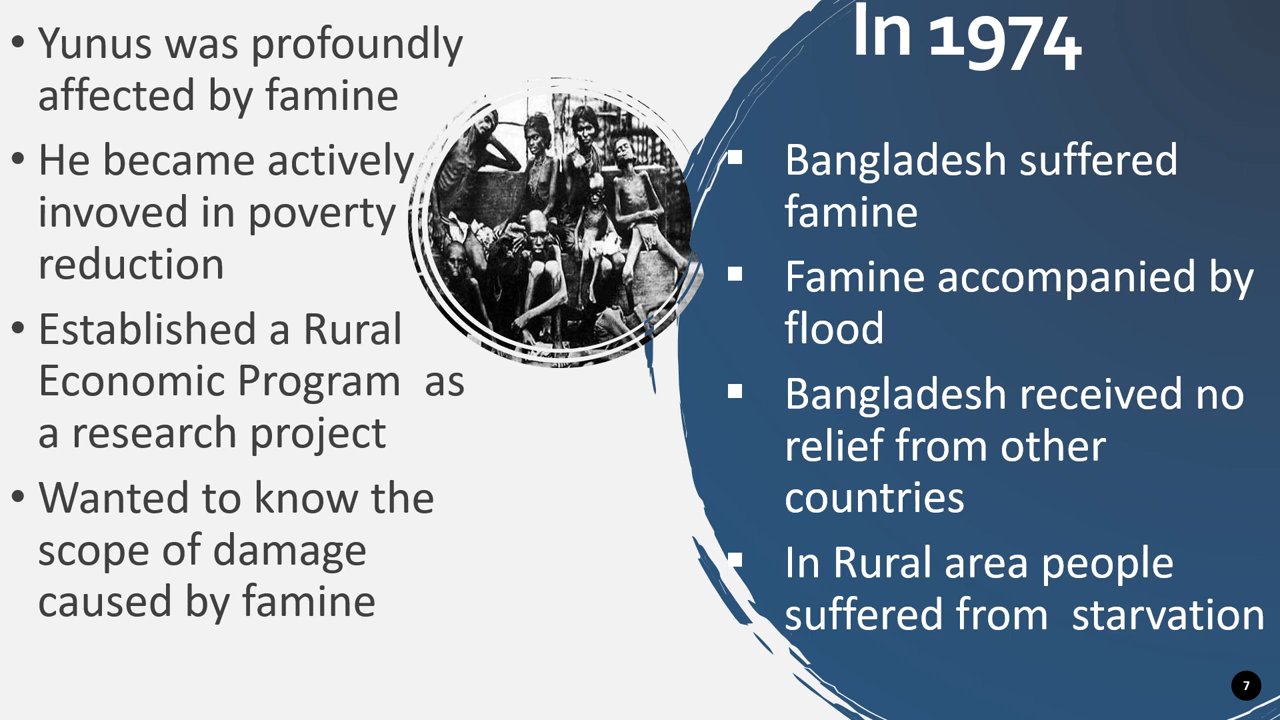 In 1974
• Yunus was profoundly
affected by famine
• He became actively
invoved in poverty
reduction
• Established a Rural
Economic Program  as
a research project
• Wanted to know the
scope of damage
caused by famine
▪ Bangladesh suffered
famine
▪ Famine accompanied by
flood
▪ Bangladesh received no
relief from other
countries
▪ In Rural area people
suffered from  starvation
7